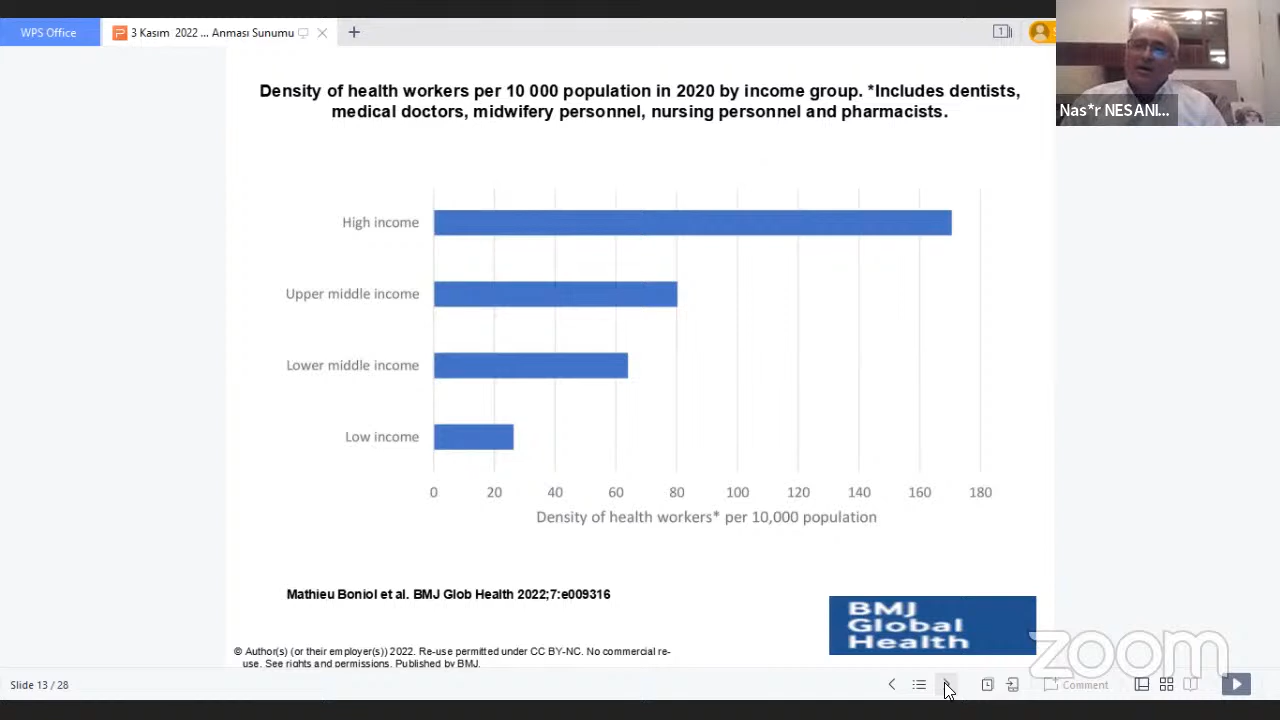 WPS Office
3 Kasım 2022 ... Anması Sunumu
1
Nas*r NESANI...
Density of health workers per 10 000 population in 2020 by income group. *Includes dentists,
medical doctors, midwifery personnel, nursing personnel and pharmacists.
High income
Upper middle income
Lower middle income
Low income
0 20 40 60 80 100 120 140 160 180
Density of health workers* per 10,000 population
Mathieu Boniol et al. BMJ Glob Health 2022;7:e009316
BMJ
Global
Health
© Author(s) (or their employer(s)) 2022. Re-use permitted under CC BY-NC. No commercial re-
use. See rights and permissions. Published by BMJ.
zoom
Slide 13 / 28
Comment